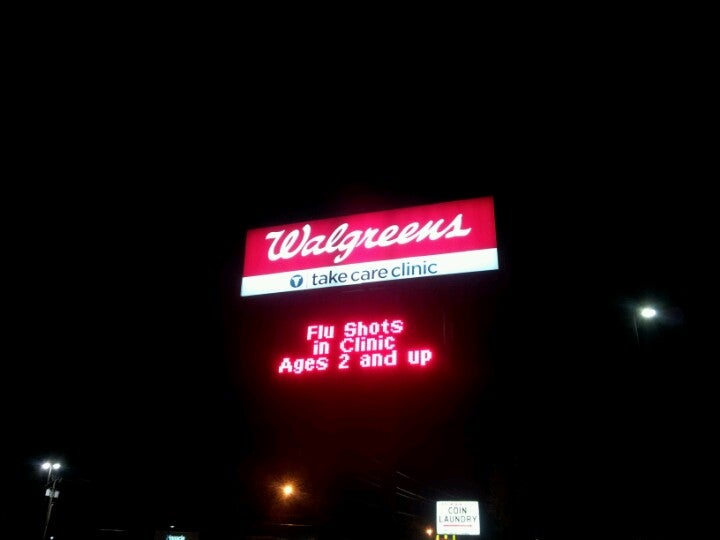 Walgreens
take care clinic
Flu Shots
in Clinic
Ages 2 and up
COIN
LAUNDRY